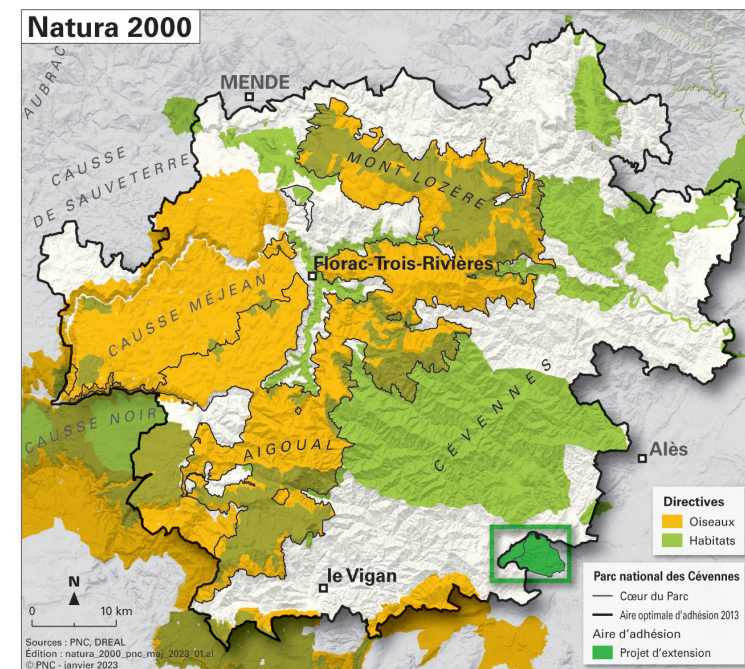 Natura 2000
MENDE
AUBRAC
CAUSSE
DE SAUVETERRE
MONT LOZÈRE
Florac-Trois-Rivières
CAUSSE MÉJEAN
CÉVENNES
CAUSSE NOIR
AIGOUAL
Alès
le Vigan
Directives
Oiseaux
Habitats
Parc national des Cévennes
Cœur du Parc
Aire optimale d'adhésion 2013
Aire d'adhésion
Projet d'extension
N
0 10 km
Sources : PNC, DREAL
Édition : natura_2000_pnc_maj_2023_01.ai
© PNC - janvier 2023